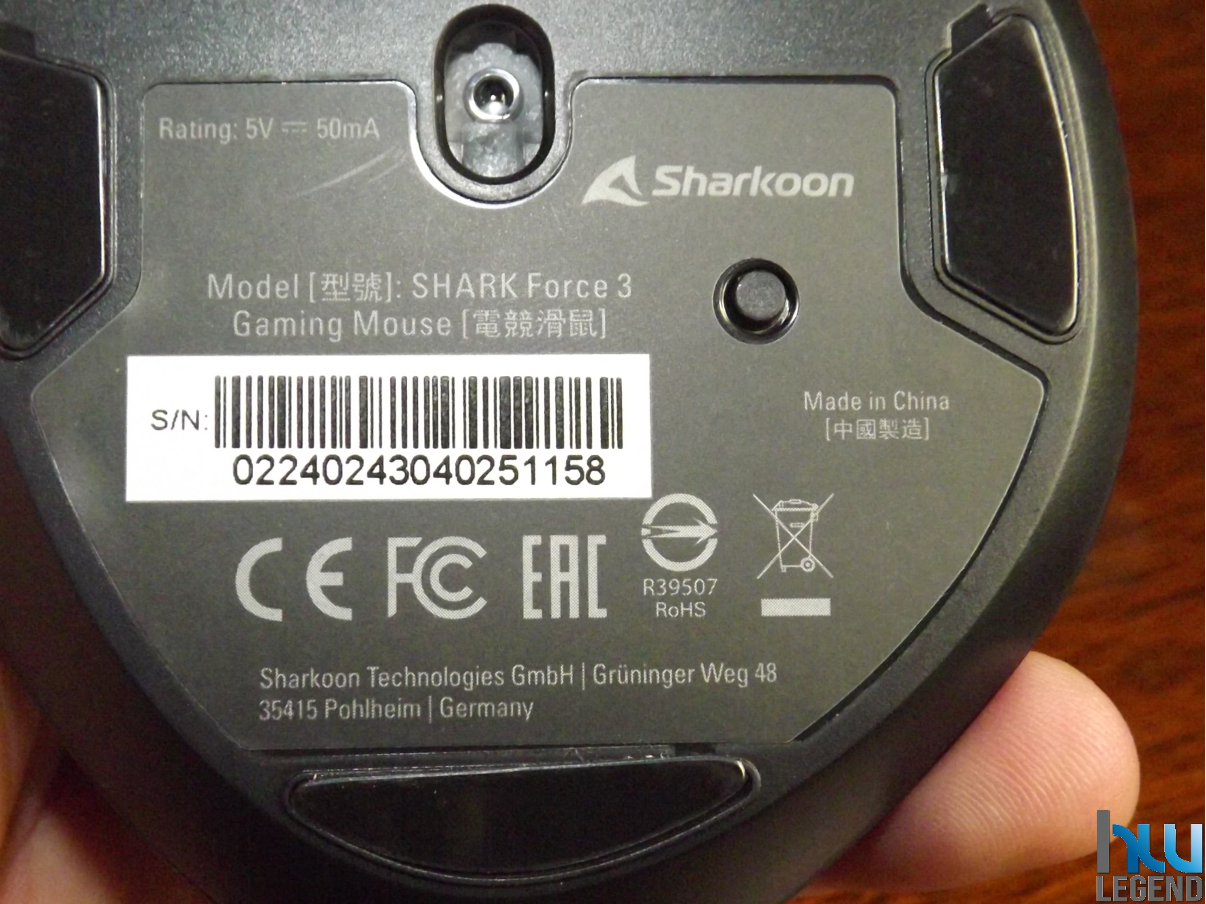 Rating: 5V ⎓ 50mA
Sharkoon
Model [型號]: SHARK Force 3
Gaming Mouse [電競滑鼠]
S/N:
02240243040251158
Made in China
[中國製造]
CE FC EAC
R39507
RoHS
Sharkoon Technologies GmbH | Grüninger Weg 48
35415 Pohlheim | Germany
hw
LEGEND